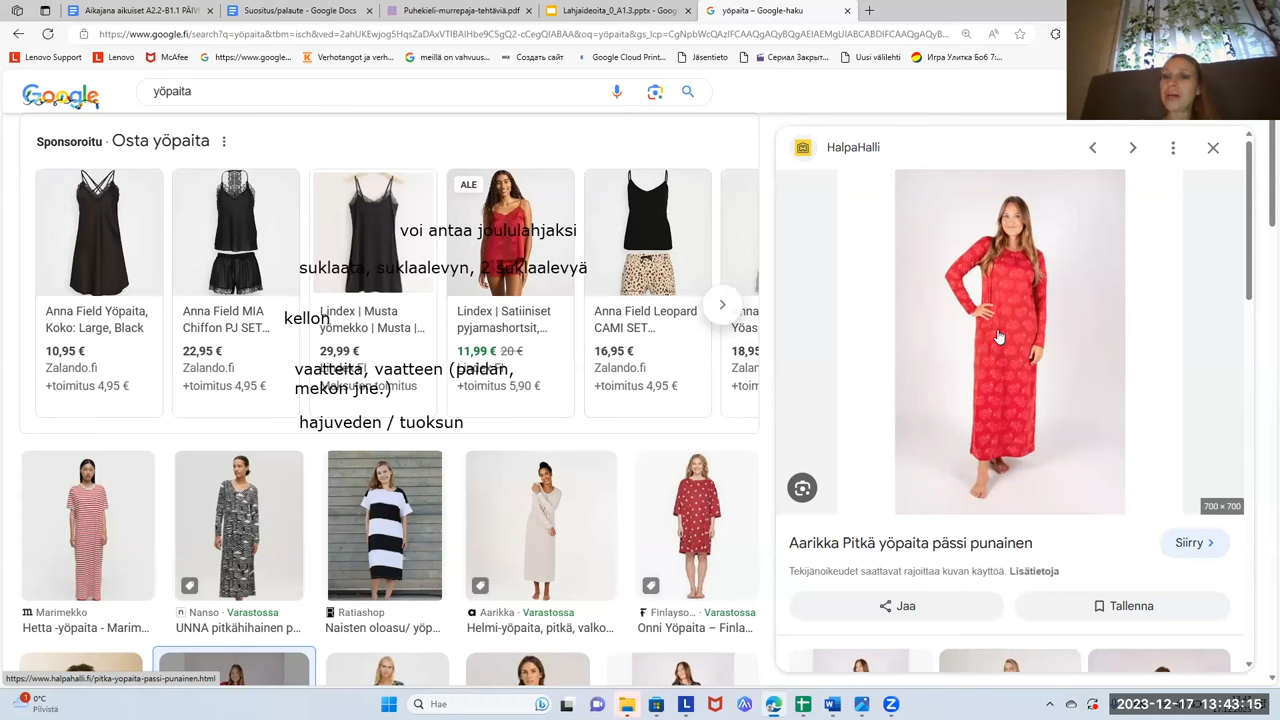 Aikajana aikuiset A2.2-B1.1 PÄIV
Suositus/palaute - Google Docs
Puhekieli-murrepaja-tehtäviä.pdf
Lahjaideoita_0_A1.3.pptx - Goog
yöpaita – Google-haku
Lenovo Support
Lenovo
McAfee
https://www.google...
Verhotangot ja verh...
meillä on vahvuus...
Создать сайт
Google Cloud Print...
Jäsentieto
Сериал Закрыт...
Uusi välilehti
Игра Улитка Боб 7:...
Google
yöpaita
Sponsoroitu · Osta yöpaita
ALE
voi antaa joululahjaksi
suklaata, suklaalevyn, 2 suklaalevyä
kellon
vaatteita, vaatteen (paidan,
mekon jne.)
hajuveden / tuoksun
Anna Field Yöpaita,
Koko: Large, Black
10,95 €
Zalando.fi
+toimitus 4,95 €
Anna Field MIA
Chiffon PJ SET...
22,95 €
Zalando.fi
+toimitus 4,95 €
Lindex | Musta
yömekko | Musta |...
29,99 €
Lindex | Satiiniset
pyjamashortsit,...
11,99 € 20 €
+toimitus 5,90 €
Anna Field Leopard
CAMI SET...
16,95 €
Zalando.fi
+toimitus 4,95 €
18,95
+toimi
Marimekko
Hetta -yöpaita - Marim...
Nanso · Varastossa
UNNA pitkähihainen p...
Ratiashop
Naisten oloasu/ yöp...
Aarikka · Varastossa
Helmi-yöpaita, pitkä, valko...
Finlayso... · Varastossa
Onni Yöpaita – Finla...
HalpaHalli
700 × 700
Aarikka Pitkä yöpaita pässi punainen
Siirry
Tekijänoikeudet saattavat rajoittaa kuvan käyttöä. Lisätietoja
Jaa
Tallenna
https://www.halpahalli.fi/pitka-yopaita-passi-punainen.html
1
0°C
Pilvistä
Hae
2023-12-17 13:43:15